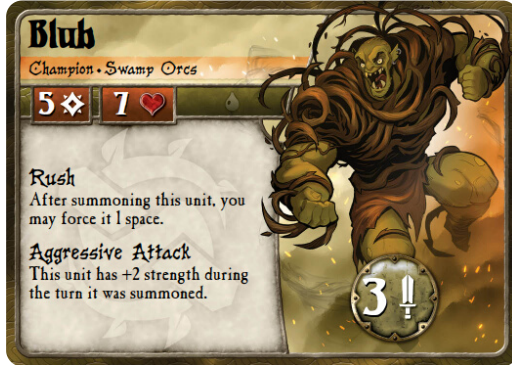 Blub
Champion • Swamp Orcs
5 7
Rush
After summoning this unit, you
may force it 1 space.
Aggressive Attack
This unit has +2 strength during
the turn it was summoned.
3